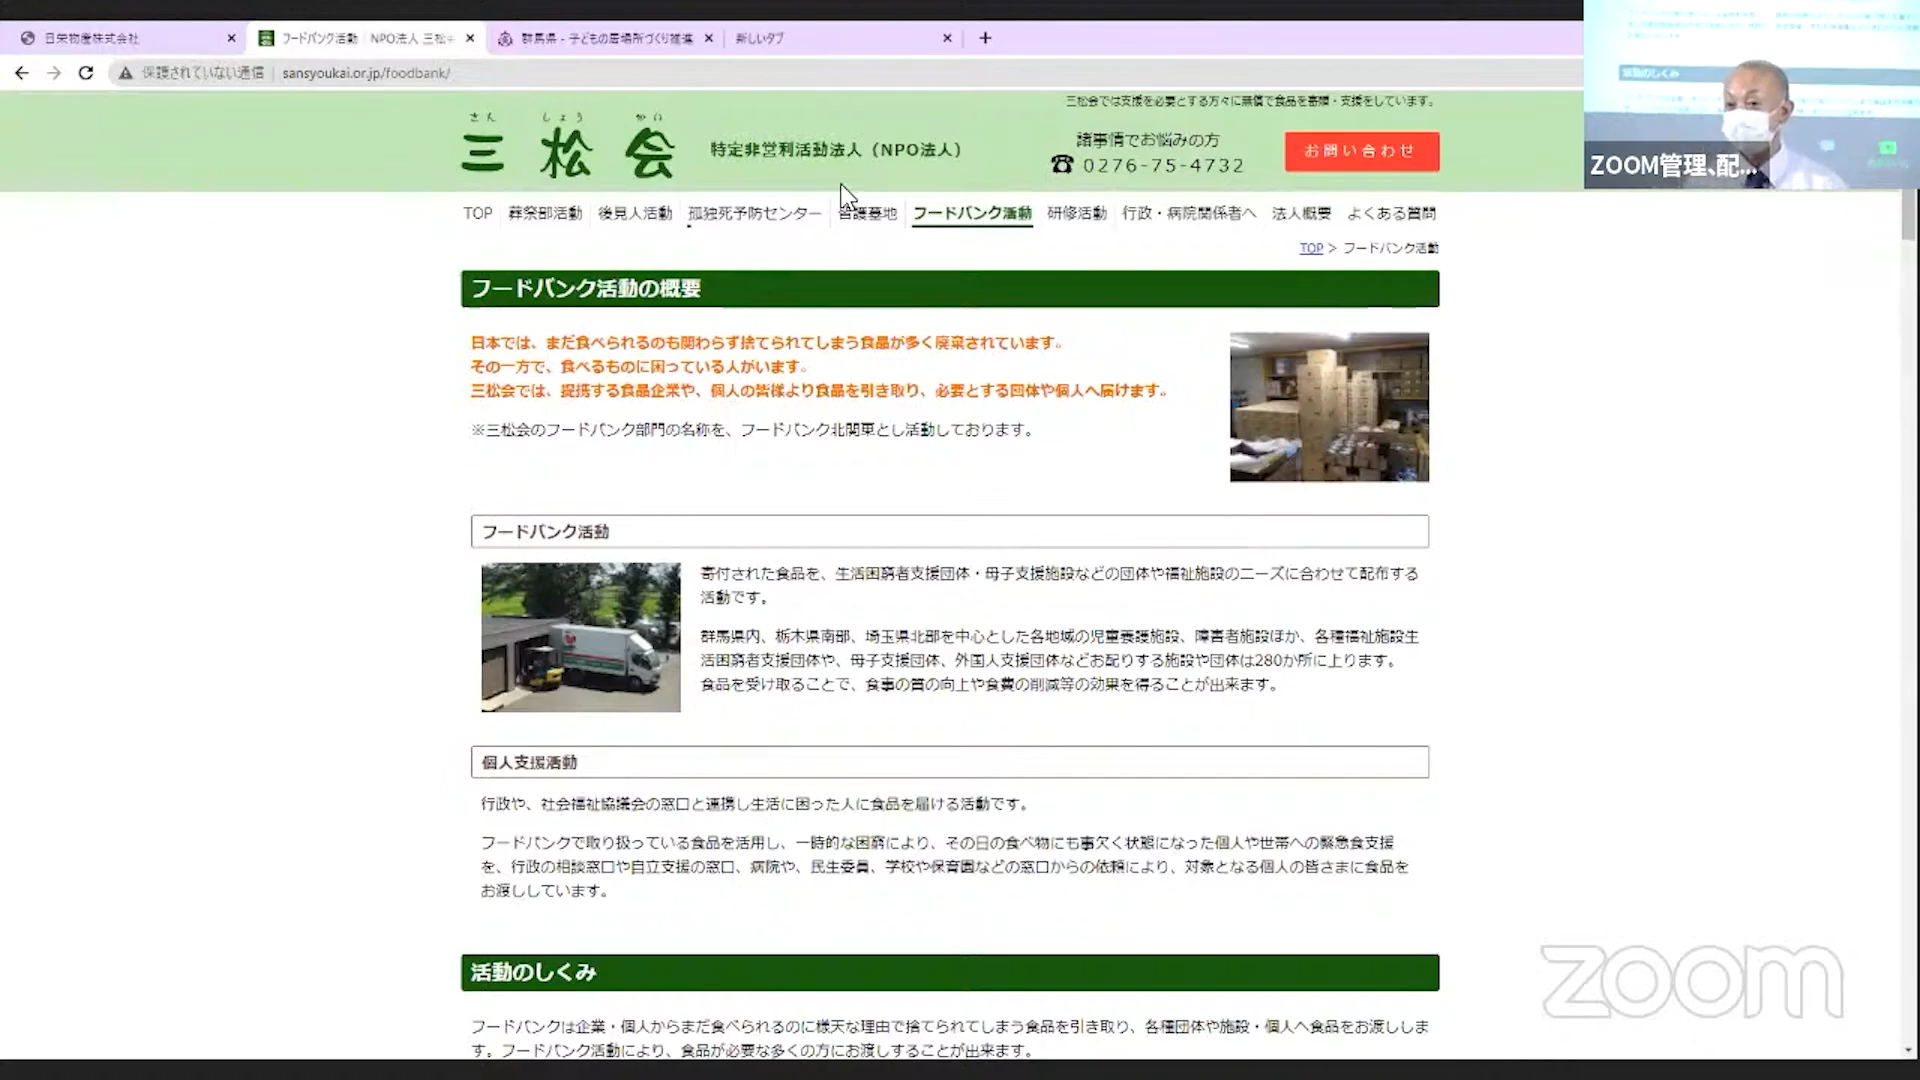 日栄物産株式会社
フードバンク活動 | NPO法人 三松
群馬県 - 子どもの居場所づくり推進
新しいタブ
保護されていない通信 | sansyoukai.or.jp/foodbank/
三松会では支援を必要とする方々に無償で食品を寄贈・支援をしています。
さん しょう かい
三松会
特定非営利活動法人（NPO法人）
諸事情でお悩みの方
☎ 0276-75-4732
お問い合わせ
活動のしくみ
ZOOM管理、配...
TOP 葬祭部活動 後見人活動 孤独死予防センター 護墓地 フードバンク活動 研修活動 行政・病院関係者へ 法人概要 よくある質問
TOP > フードバンク活動
フードバンク活動の概要
日本では、まだ食べられるのも関わらず捨てられてしまう食品が多く廃棄されています。
その一方で、食べるものに困っている人がいます。
三松会では、提携する食品企業や、個人の皆様より食品を引き取り、必要とする団体や個人へ届けます。
※三松会のフードバンク部門の名称を、フードバンク北関東とし活動しております。
フードバンク活動
寄付された食品を、生活困窮者支援団体・母子支援施設などの団体や福祉施設のニーズに合わせて配布する
活動です。
群馬県内、栃木県南部、埼玉県北部を中心とした各地域の児童養護施設、障害者施設ほか、各種福祉施設生
活困窮者支援団体や、母子支援団体、外国人支援団体などお配りする施設や団体は280か所に上ります。
食品を受け取ることで、食事の質の向上や食費の削減等の効果を得ることが出来ます。
個人支援活動
行政や、社会福祉協議会の窓口と連携し生活に困った人に食品を届ける活動です。
フードバンクで取り扱っている食品を活用し、一時的な困窮により、その日の食べ物にも事欠く状態になった個人や世帯への緊急食支援
を、行政の相談窓口や自立支援の窓口、病院や、民生委員、学校や保育園などの窓口からの依頼により、対象となる個人の皆さまに食品を
お渡ししています。
活動のしくみ
フードバンクは企業・個人からまだ食べられるのに様天な理由で捨てられてしまう食品を引き取り、各種団体や施設・個人へ食品をお渡ししま
す。フードバンク活動により、食品が必要な多くの方にお渡しすることが出来ます。
zoom